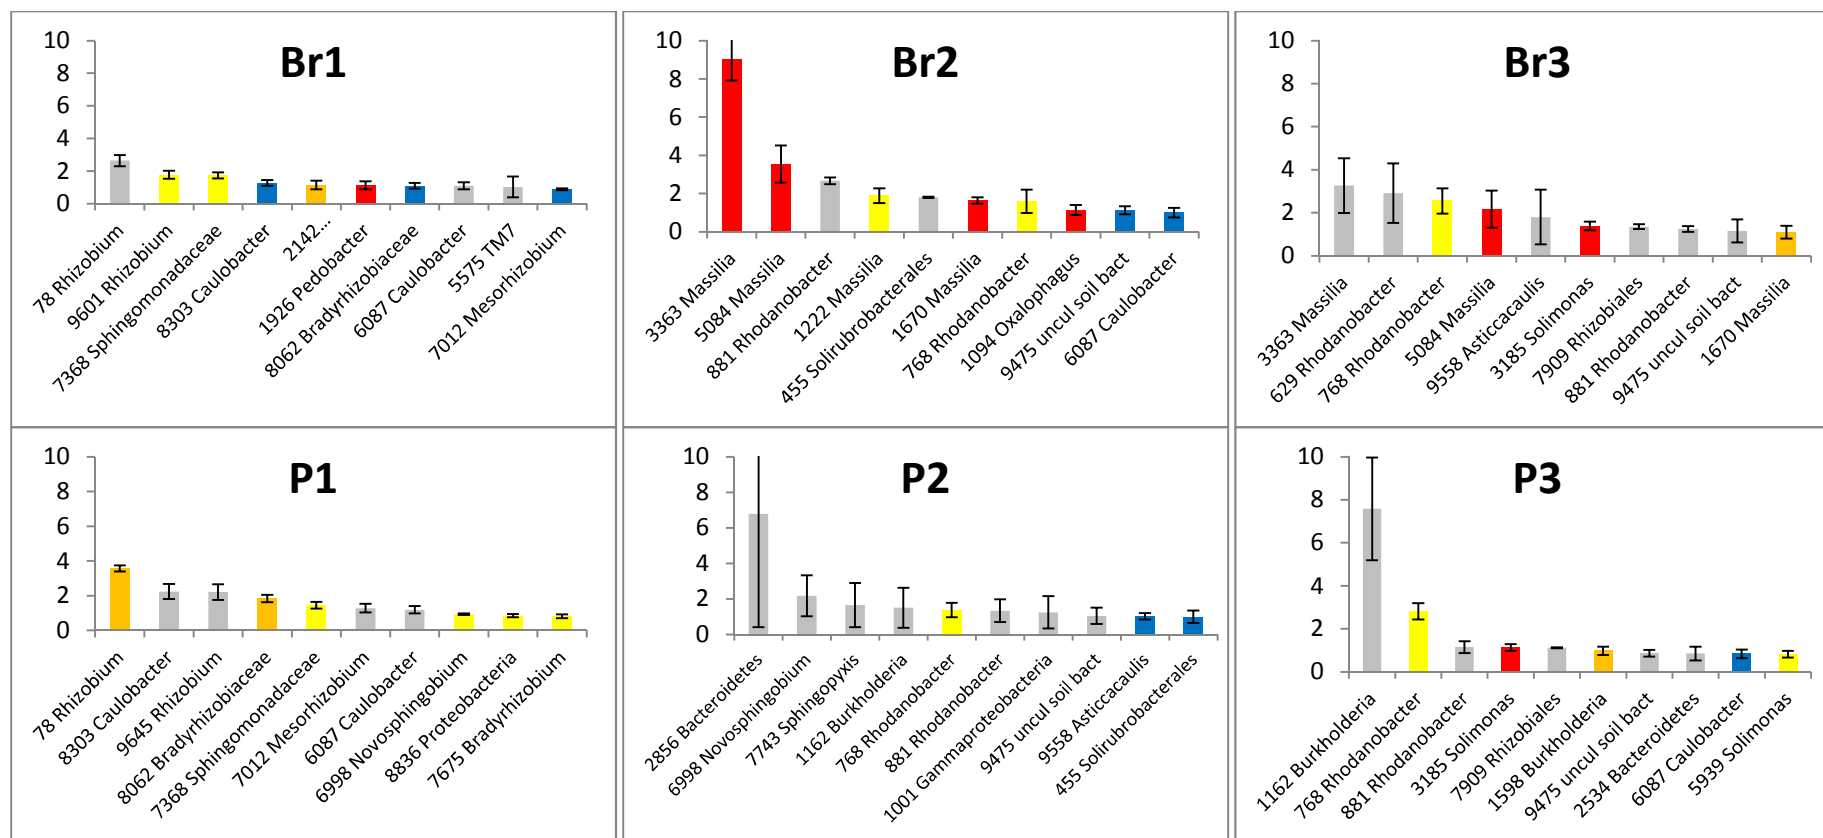 Br1
10
8
6
4
2
0
78 Rhizobium
9601 Rhizobium
7368 Sphingomonadaceae
8303 Caulobacter
2142...
1926 Pedobacter
8062 Bradyrhizobiaceae
6087 Caulobacter
5575 TM7
7012 Mesorhizobium
Br2
10
8
6
4
2
0
3363 Massilia
5084 Massilia
881 Rhodanobacter
1222 Massilia
455 Solirubrobacterales
1670 Massilia
768 Rhodanobacter
1094 Oxalophagus
9475 uncul soil bact
6087 Caulobacter
Br3
10
8
6
4
2
0
3363 Massilia
629 Rhodanobacter
768 Rhodanobacter
5084 Massilia
9558 Asticcacaulis
3185 Solimonas
7909 Rhizobiales
881 Rhodanobacter
9475 uncul soil bact
1670 Massilia
P1
10
8
6
4
2
0
78 Rhizobium
8303 Caulobacter
9645 Rhizobium
8062 Bradyrhizobiaceae
7368 Sphingomonadaceae
7012 Mesorhizobium
6087 Caulobacter
6998 Novosphingobium
8836 Proteobacteria
7675 Bradyrhizobium
P2
10
8
6
4
2
0
2856 Bacteroidetes
6998 Novosphingobium
7743 Sphingopyxis
1162 Burkholderia
768 Rhodanobacter
881 Rhodanobacter
1001 Gammaproteobacteria
9475 uncul soil bact
9558 Asticcacaulis
455 Solirubrobacterales
P3
10
8
6
4
2
0
1162 Burkholderia
768 Rhodanobacter
881 Rhodanobacter
3185 Solimonas
7909 Rhizobiales
1598 Burkholderia
9475 uncul soil bact
2534 Bacteroidetes
6087 Caulobacter
5939 Solimonas